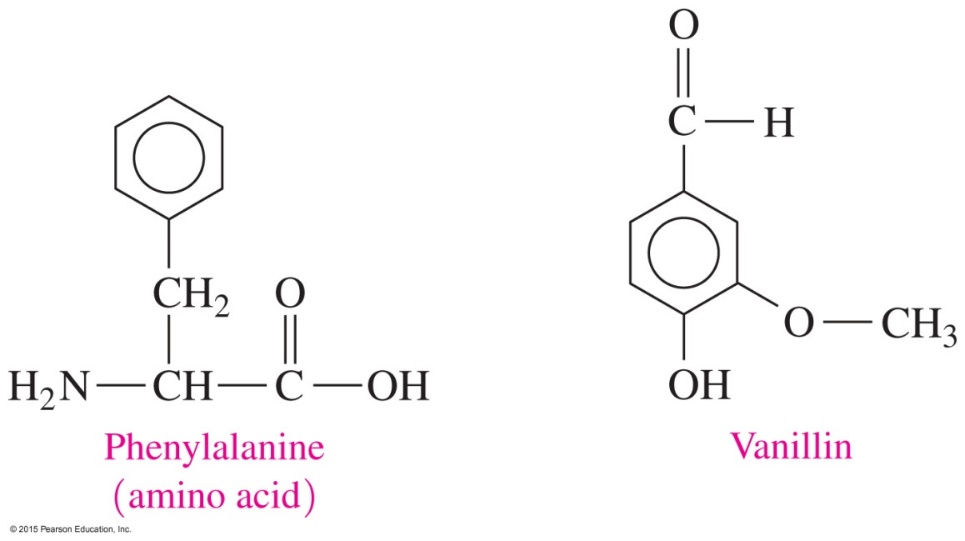 CH₂ O
H₂N CH C OH
Phenylalanine
(amino acid)
O
C H
O CH₃
OH
Vanillin
© 2015 Pearson Education, Inc.